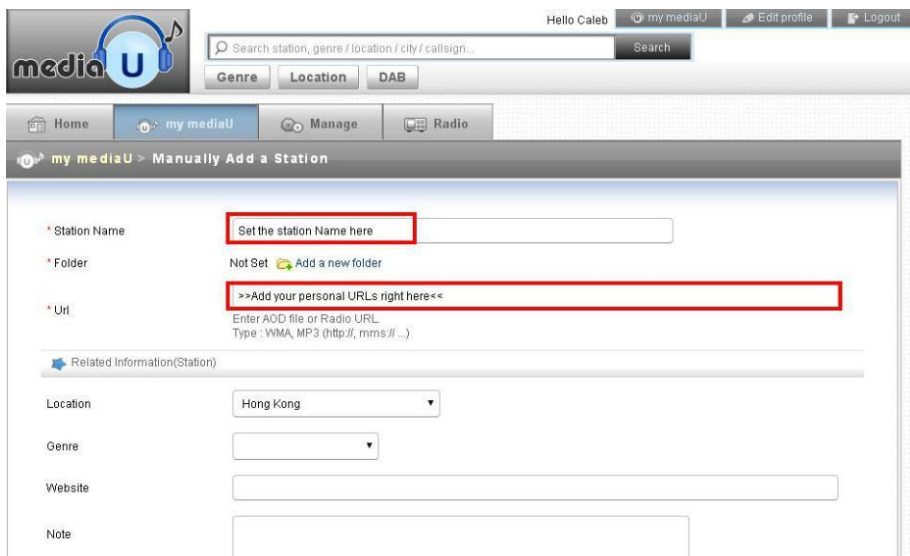 Hello Caleb my mediaU Edit profile Logout
media U
Search station, genre / location / city / callsign... Search
Genre Location DAB
Home my mediaU Manage Radio
my mediaU > Manually Add a Station
* Station Name Set the station Name here
* Folder Not Set Add a new folder
* Url >>Add your personal URLs right here<<
Enter AOD file or Radio URL.
Type : WMA, MP3 (http://, mms:// ...)
Related Information(Station)
Location Hong Kong
Genre
Website
Note